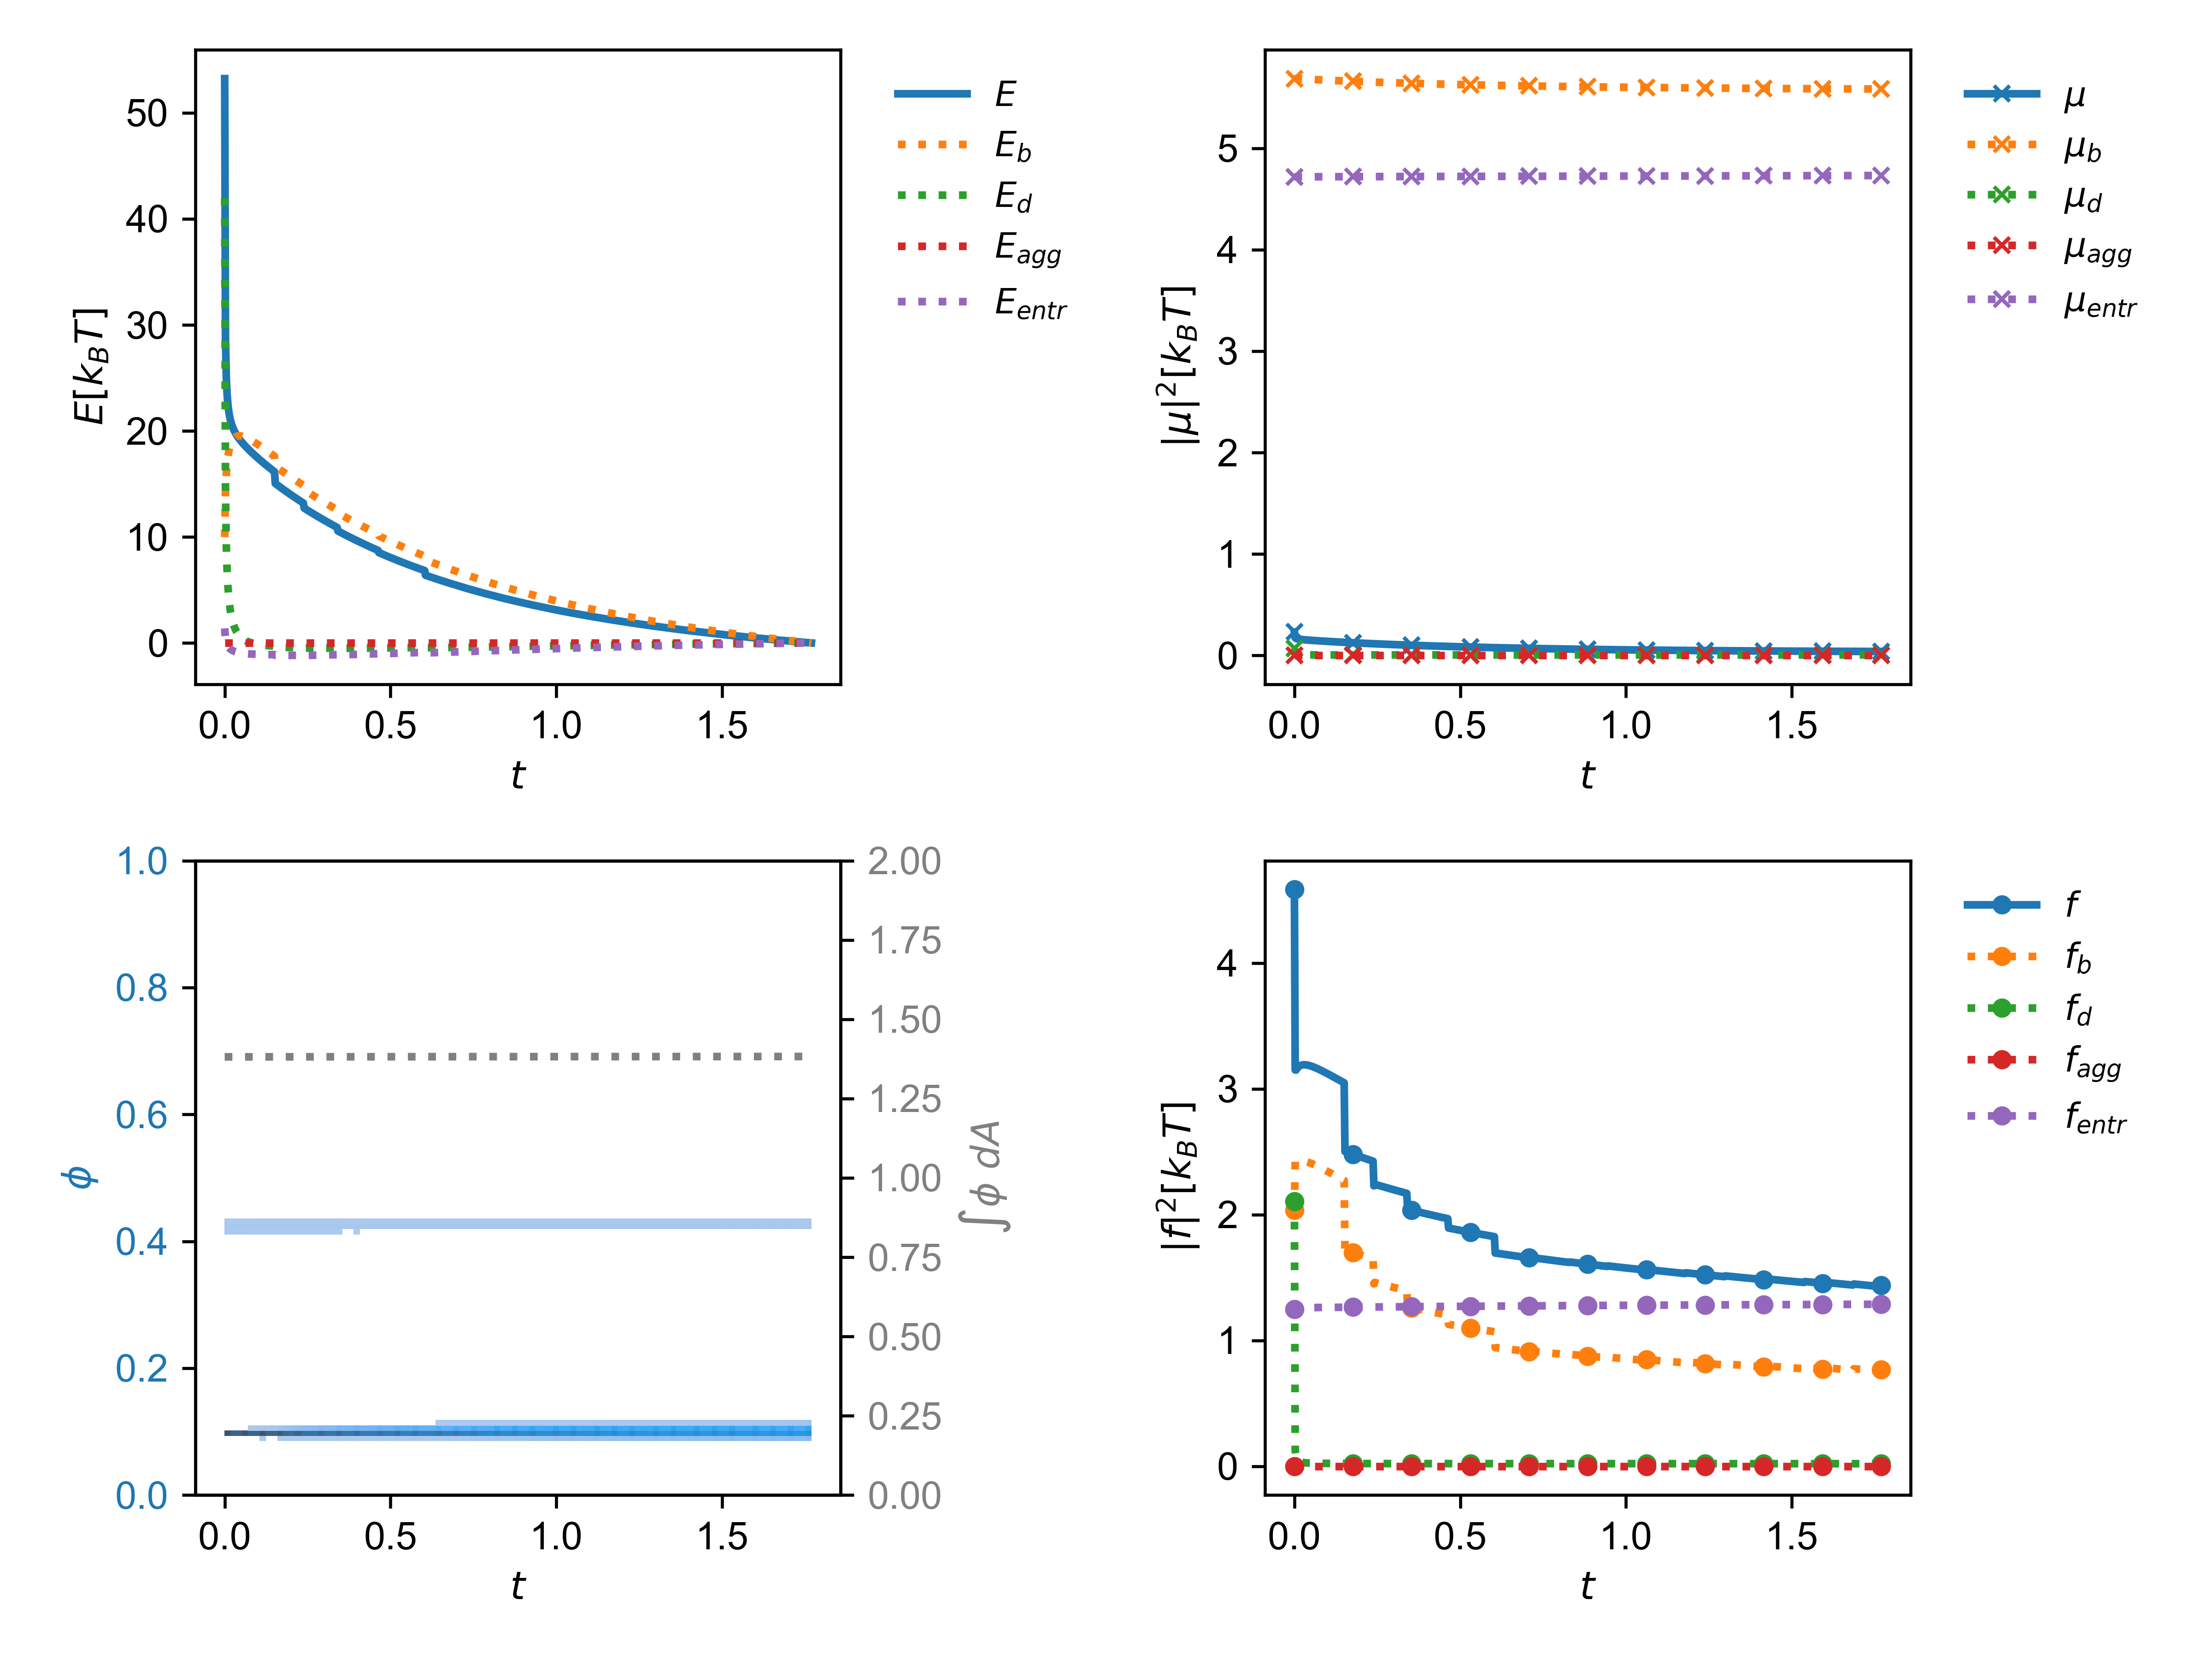 50
40
30
20
10
0
E[k_BT]
0.0 0.5 1.0 1.5
t
E
E_b
E_d
E_agg
E_entr
5
4
3
2
1
0
|μ|²[k_BT]
0.0 0.5 1.0 1.5
t
μ
μ_b
μ_d
μ_agg
μ_entr
1.0
0.8
0.6
0.4
0.2
0.0
ϕ
0.0 0.5 1.0 1.5
t
2.00
1.75
1.50
1.25
1.00
0.75
0.50
0.25
0.00
∫ ϕ dA
4
3
2
1
0
|f|²[k_BT]
0.0 0.5 1.0 1.5
t
f
f_b
f_d
f_agg
f_entr